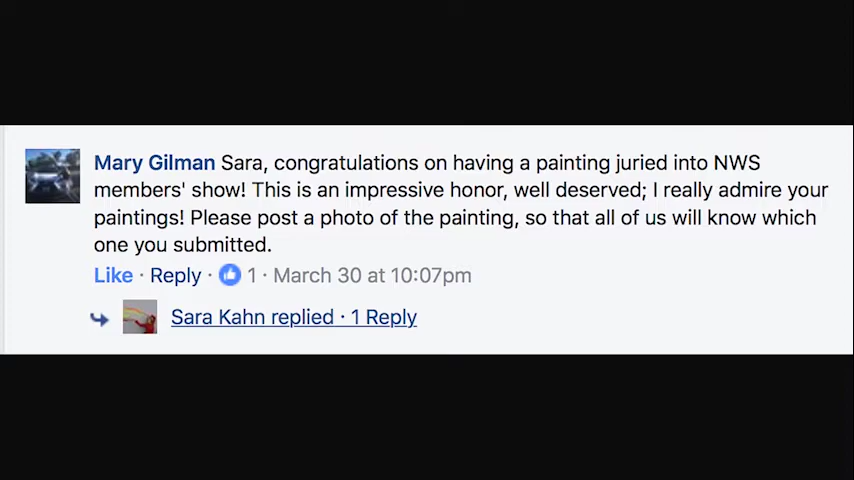 Mary Gilman Sara, congratulations on having a painting juried into NWS
members' show! This is an impressive honor, well deserved; I really admire your
paintings! Please post a photo of the painting, so that all of us will know which
one you submitted.
Like · Reply · 1 · March 30 at 10:07pm
Sara Kahn replied · 1 Reply